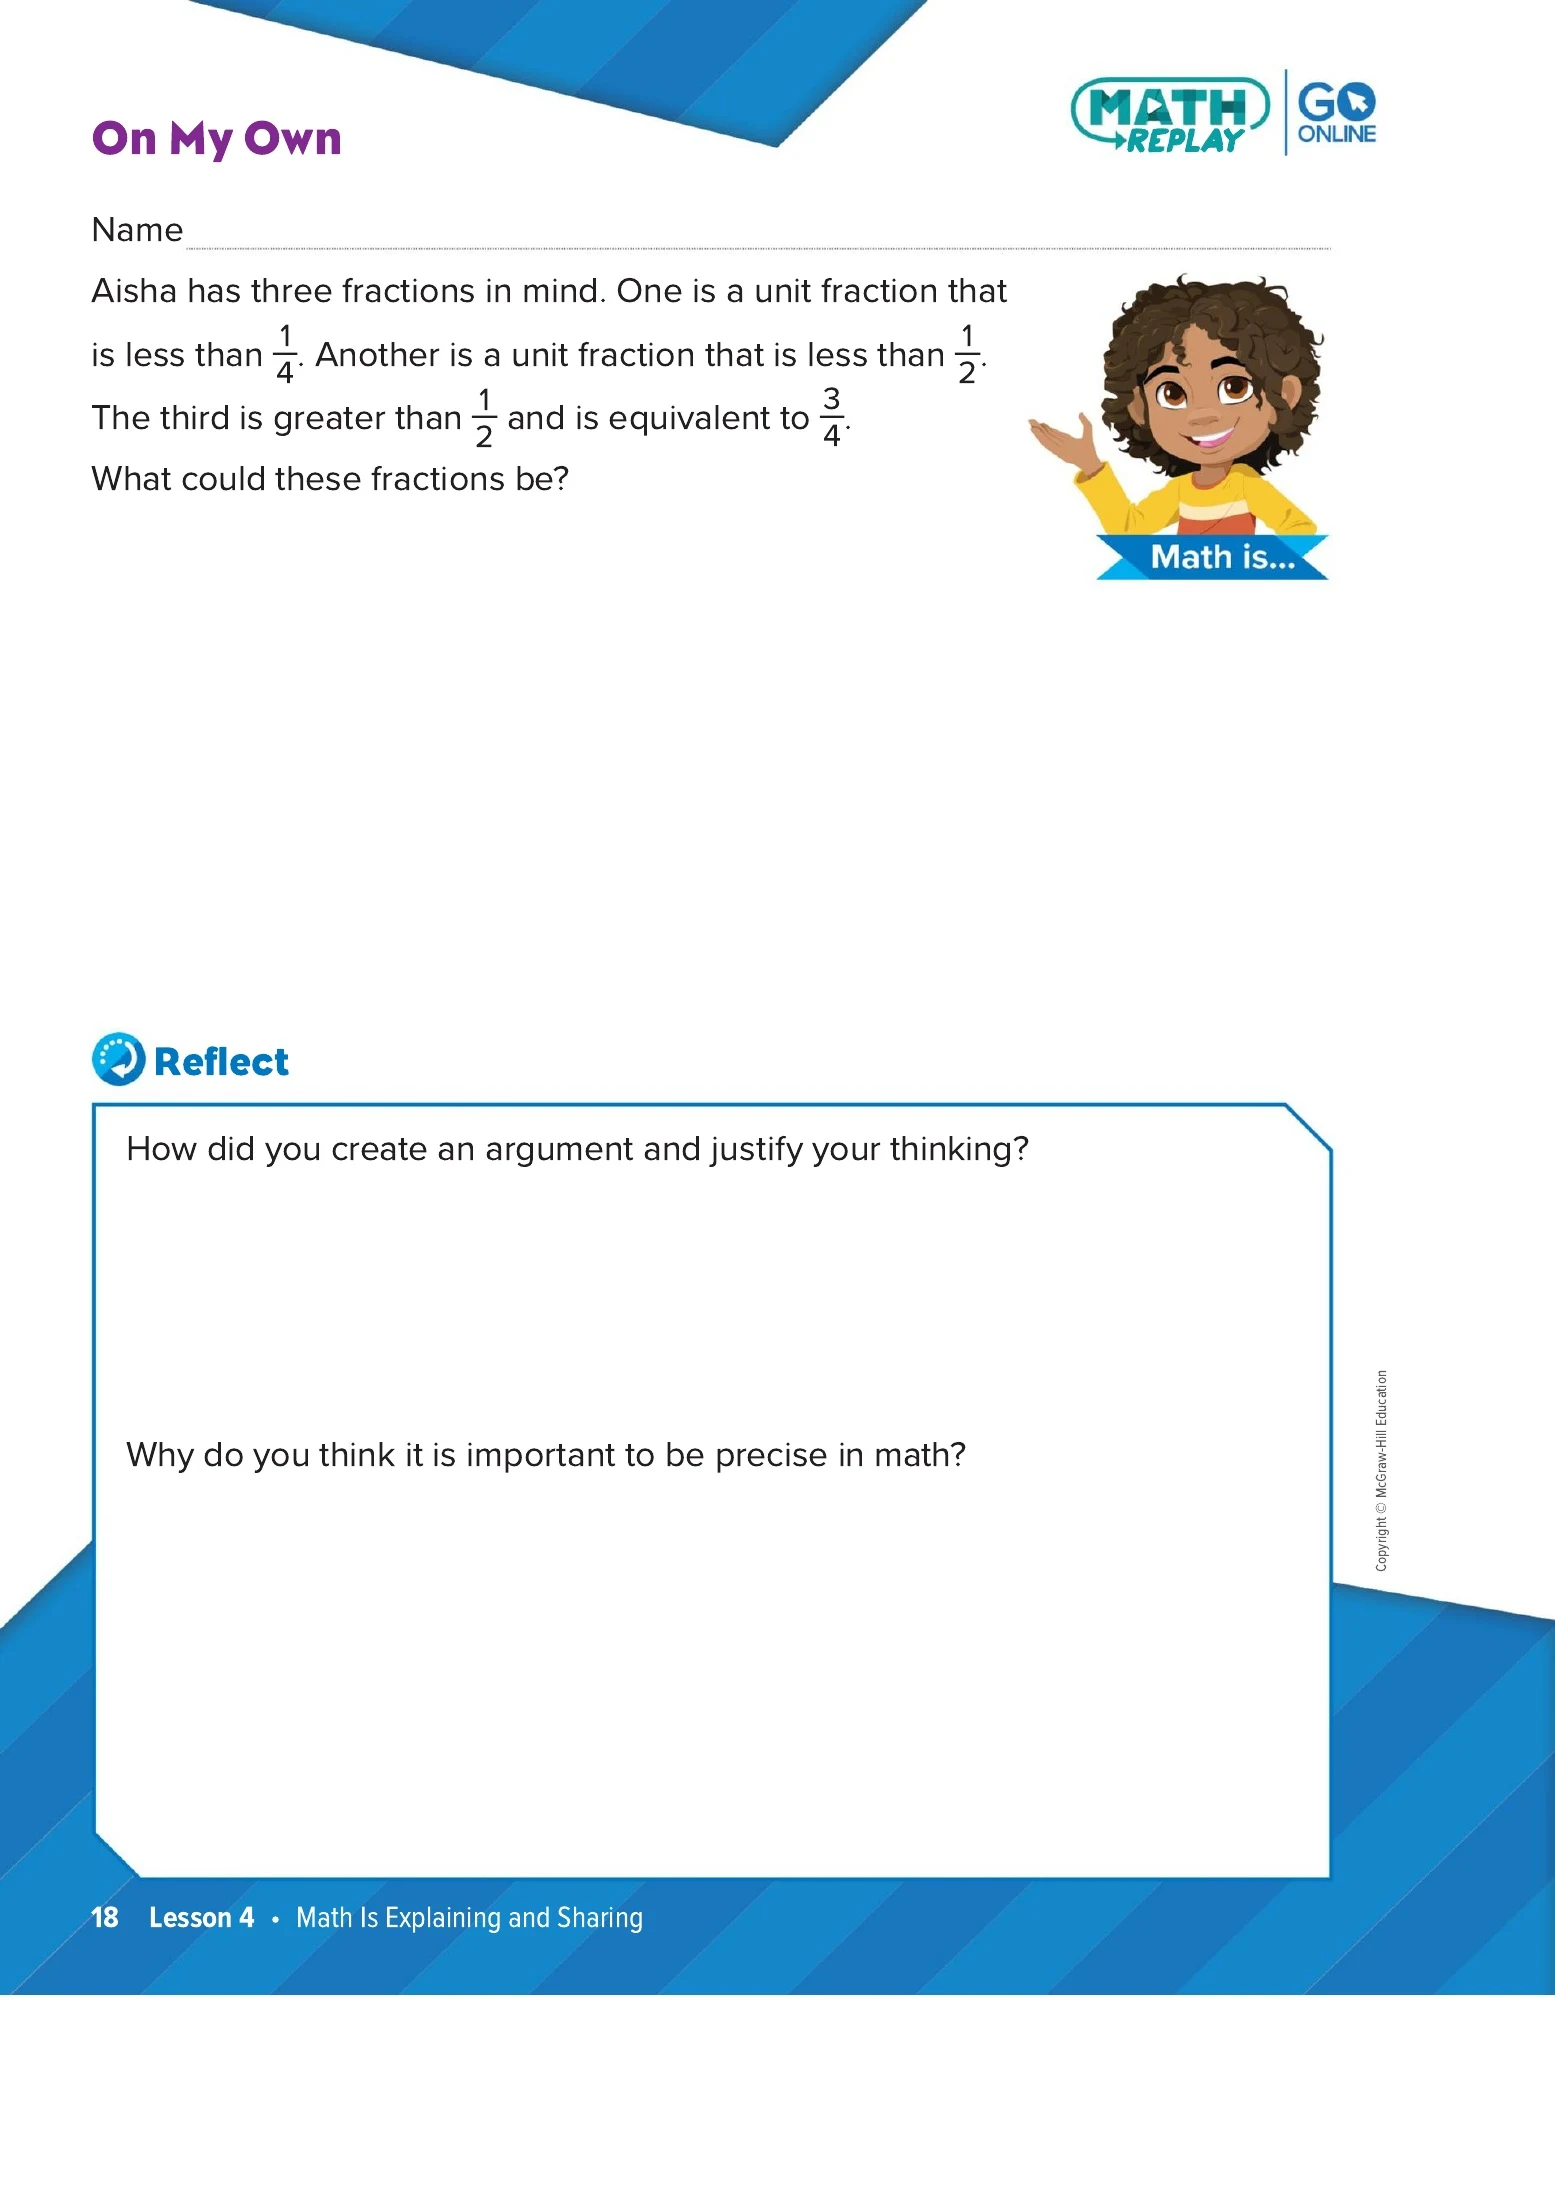 On My Own
MATH
REPLAY
GO
ONLINE
Name
Aisha has three fractions in mind. One is a unit fraction that
is less than 1/4. Another is a unit fraction that is less than 1/2.
The third is greater than 1/2 and is equivalent to 3/4.
What could these fractions be?
Math is...
Reflect
How did you create an argument and justify your thinking?
Why do you think it is important to be precise in math?
Copyright © McGraw-Hill Education
18 Lesson 4 • Math Is Explaining and Sharing